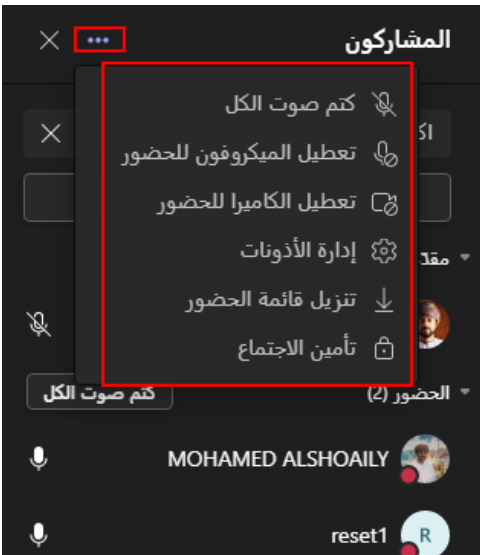 المشاركون
كتم صوت الكل
تعطيل الميكروفون للحضور
تعطيل الكاميرا للحضور
إدارة الأذونات
تنزيل قائمة الحضور
تأمين الاجتماع
الحضور (2)
كتم صوت الكل
MOHAMED ALSHOAILY
reset1
R